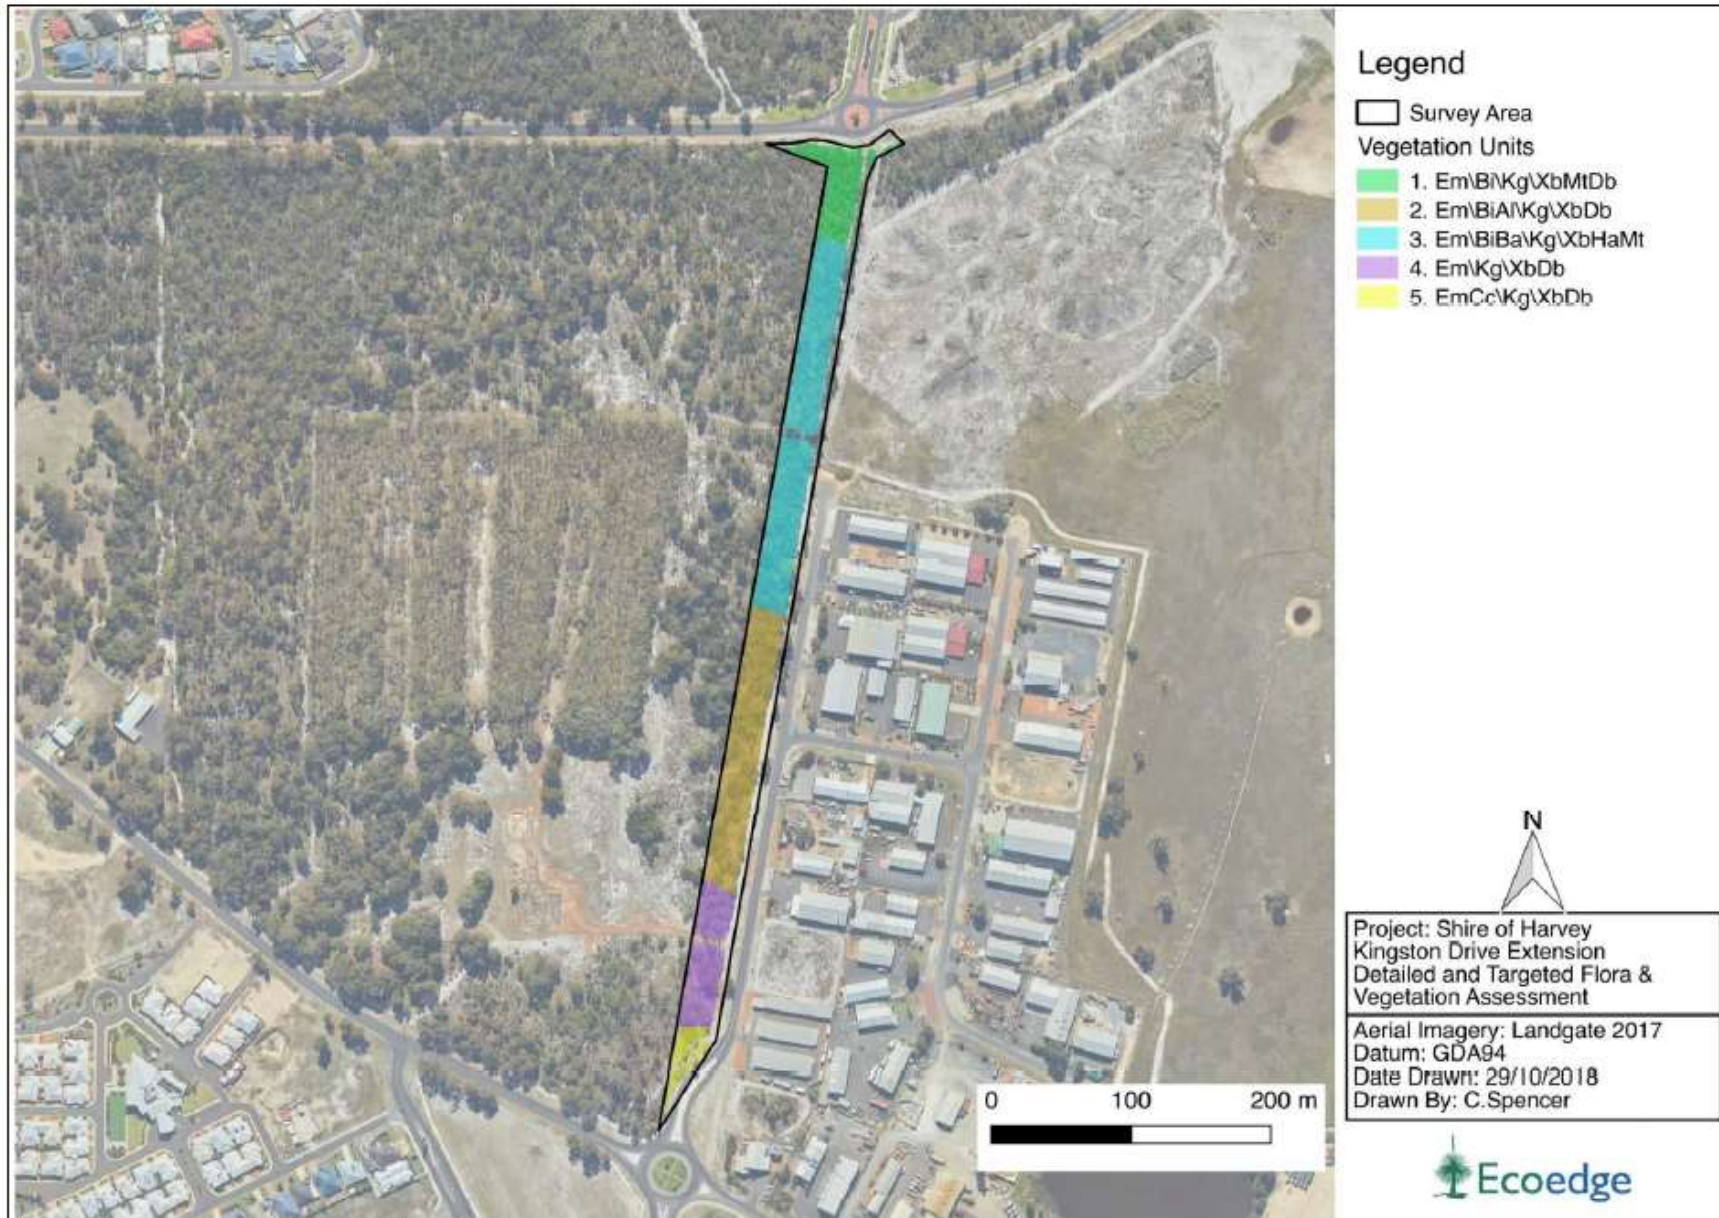 Legend
Survey Area
Vegetation Units
1. Em\Bi\Kg\XbMtDb
2. Em\BiAl\Kg\XbDb
3. Em\BiBa\Kg\XbHaMt
4. Em\Kg\XbDb
5. EmCc\Kg\XbDb
N
Project: Shire of Harvey
Kingston Drive Extension
Detailed and Targeted Flora &
Vegetation Assessment
Aerial Imagery: Landgate 2017
Datum: GDA94
Date Drawn: 29/10/2018
Drawn By: C.Spencer
0 100 200 m
Ecoedge